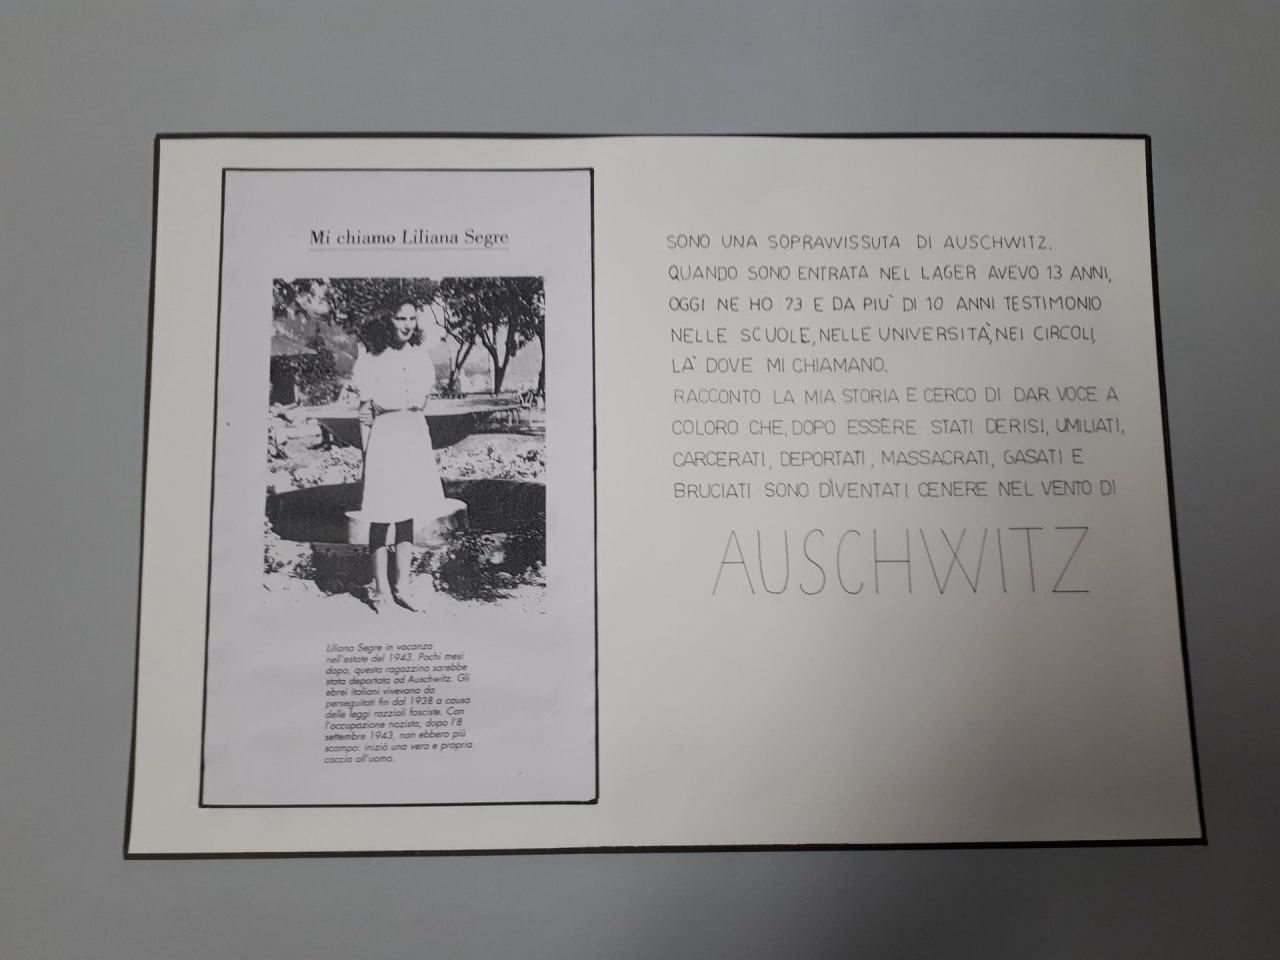 Mi chiamo Liliana Segre
Liliana Segre in vacanza
nell'estate del 1943. Pochi mesi
dopo, questa ragazzina sarebbe
stata deportata ad Auschwitz. Gli
ebrei italiani vivevano da
perseguitati fin dal 1938 a causa
delle leggi razziali fasciste. Con
l'occupazione nazista, dopo l'8
settembre 1943, non ebbero più
scampo: iniziò una vera e propria
caccia all'uomo.
SONO UNA SOPRAVVISSUTA DI AUSCHWITZ.
QUANDO SONO ENTRATA NEL LAGER AVEVO 13 ANNI,
OGGI NE HO 73 E DA PIU' DI 10 ANNI TESTIMONIO
NELLE SCUOLE, NELLE UNIVERSITÀ, NEI CIRCOLI,
LA' DOVE MI CHIAMANO.
RACCONTO LA MIA STORIA E CERCO DI DAR VOCE A
COLORO CHE, DOPO ESSERE STATI DERISI, UMILIATI,
CARCERATI, DEPORTATI, MASSACRATI, GASATI E
BRUCIATI SONO DIVENTATI CENERE NEL VENTO DI
AUSCHWITZ